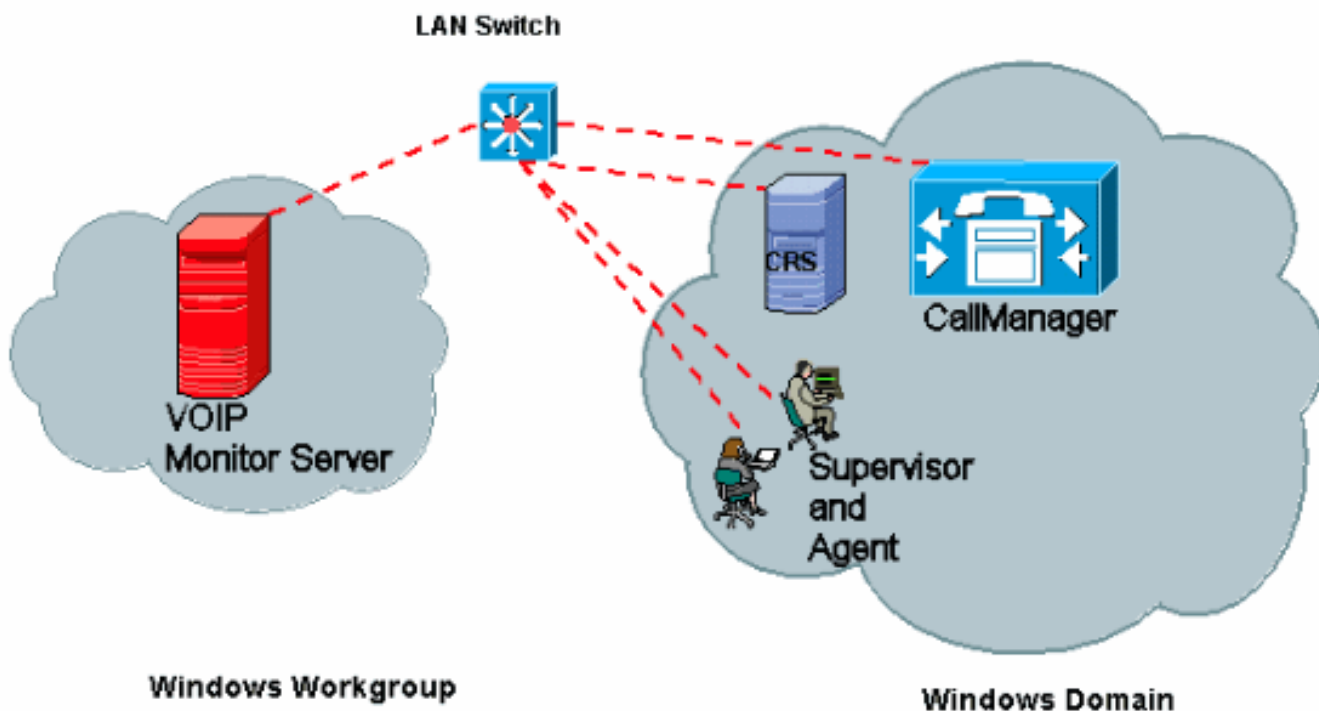 LAN Switch
CRS
CallManager
VOIP
Monitor Server
Supervisor
and
Agent
Windows Workgroup
Windows Domain